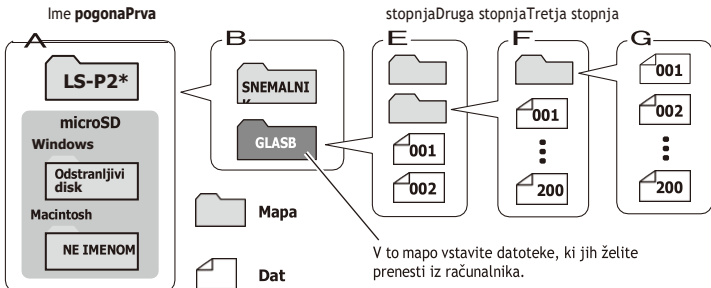 Ime pogonaPrva
stopnjaDruga stopnjaTretja stopnja
A
B
E
F
G
LS-P2*
microSD
Windows
Odstranljivi
disk
Macintosh
NE IMENOM
SNEMALNI
GLASB
001
002
001
200
001
002
200
Mapa
Dat
V to mapo vstavite datoteke, ki jih želite
prenesti iz računalnika.